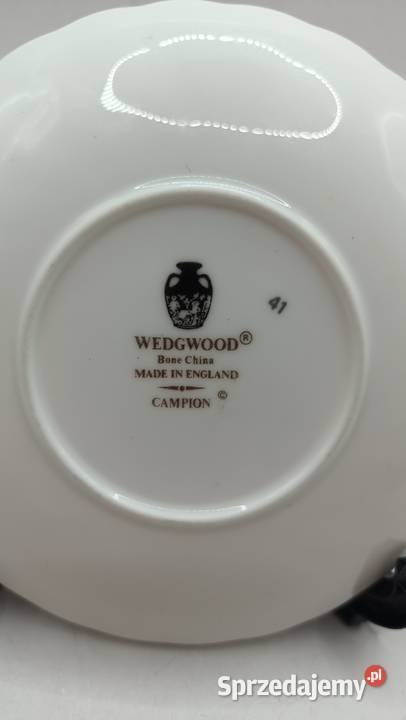 41
WEDGWOOD®
Bone China
MADE IN ENGLAND
CAMPION ©
Sprzedajemy.pl